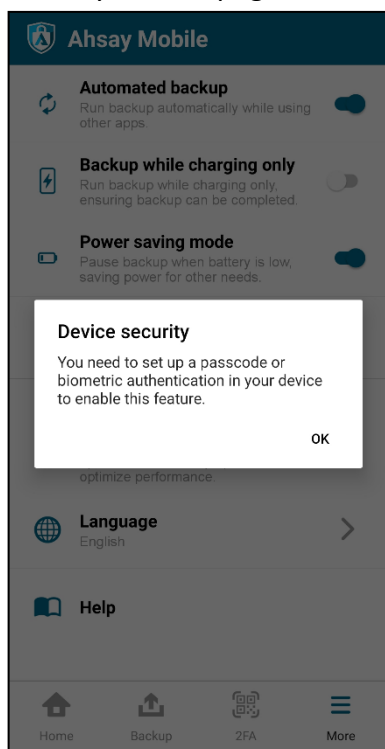 Ahsay Mobile
Automated backup
Run backup automatically while using
other apps.
Backup while charging only
Run backup while charging only,
ensuring backup can be completed.
Power saving mode
Pause backup when battery is low,
saving power for other needs.
Device security
You need to set up a passcode or
biometric authentication in your device
to enable this feature.
OK
optimize performance.
Language
English
Help
Home
Backup
2FA
More